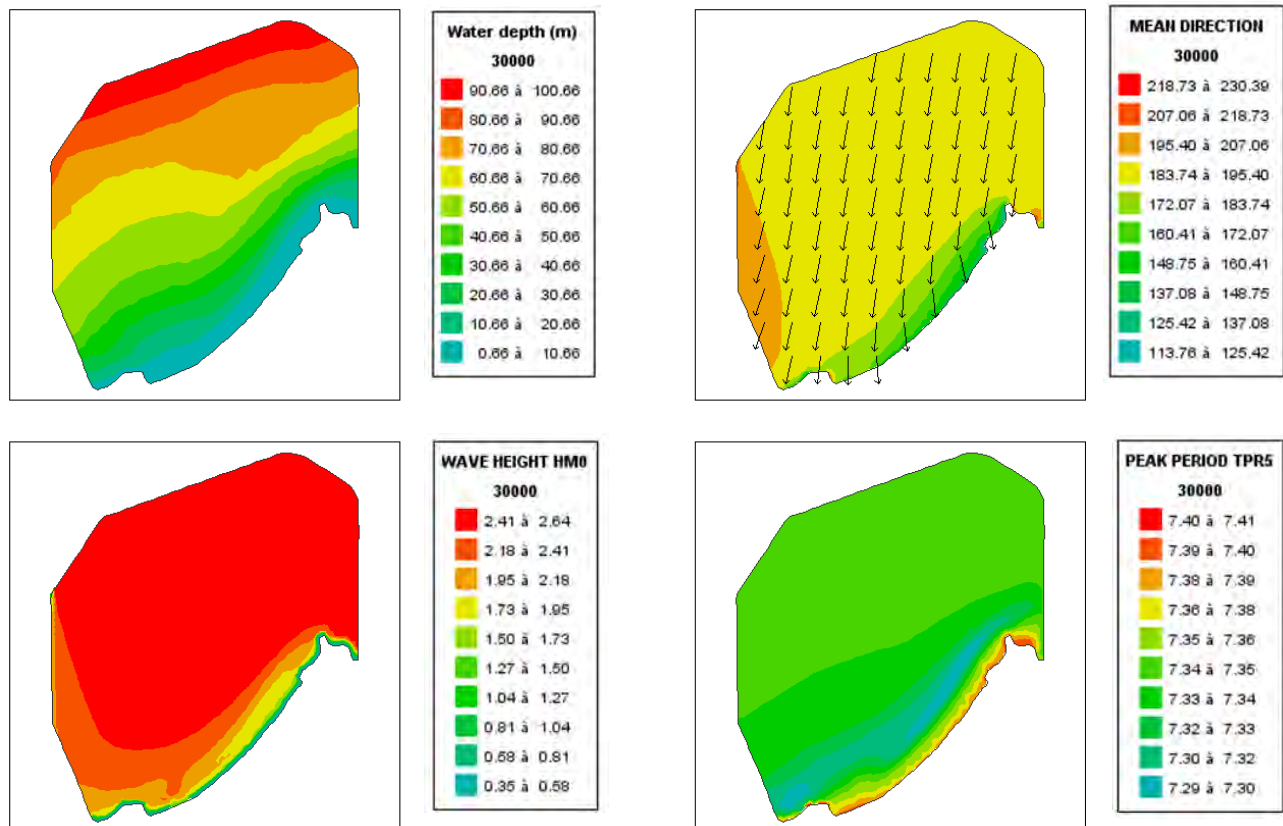 Water depth (m)
30000
90.66 à 100.66
80.66 à 90.66
70.66 à 80.66
60.66 à 70.66
50.66 à 60.66
40.66 à 50.66
30.66 à 40.66
20.66 à 30.66
10.66 à 20.66
0.66 à 10.66
MEAN DIRECTION
30000
218.73 à 230.39
207.06 à 218.73
195.40 à 207.06
183.74 à 195.40
172.07 à 183.74
160.41 à 172.07
148.75 à 160.41
137.08 à 148.75
125.42 à 137.08
113.76 à 125.42
WAVE HEIGHT HM0
30000
2.41 à 2.64
2.18 à 2.41
1.95 à 2.18
1.73 à 1.95
1.50 à 1.73
1.27 à 1.50
1.04 à 1.27
0.81 à 1.04
0.58 à 0.81
0.35 à 0.58
PEAK PERIOD TPR5
30000
7.40 à 7.41
7.39 à 7.40
7.38 à 7.39
7.36 à 7.38
7.35 à 7.36
7.34 à 7.35
7.33 à 7.34
7.32 à 7.33
7.30 à 7.32
7.29 à 7.30